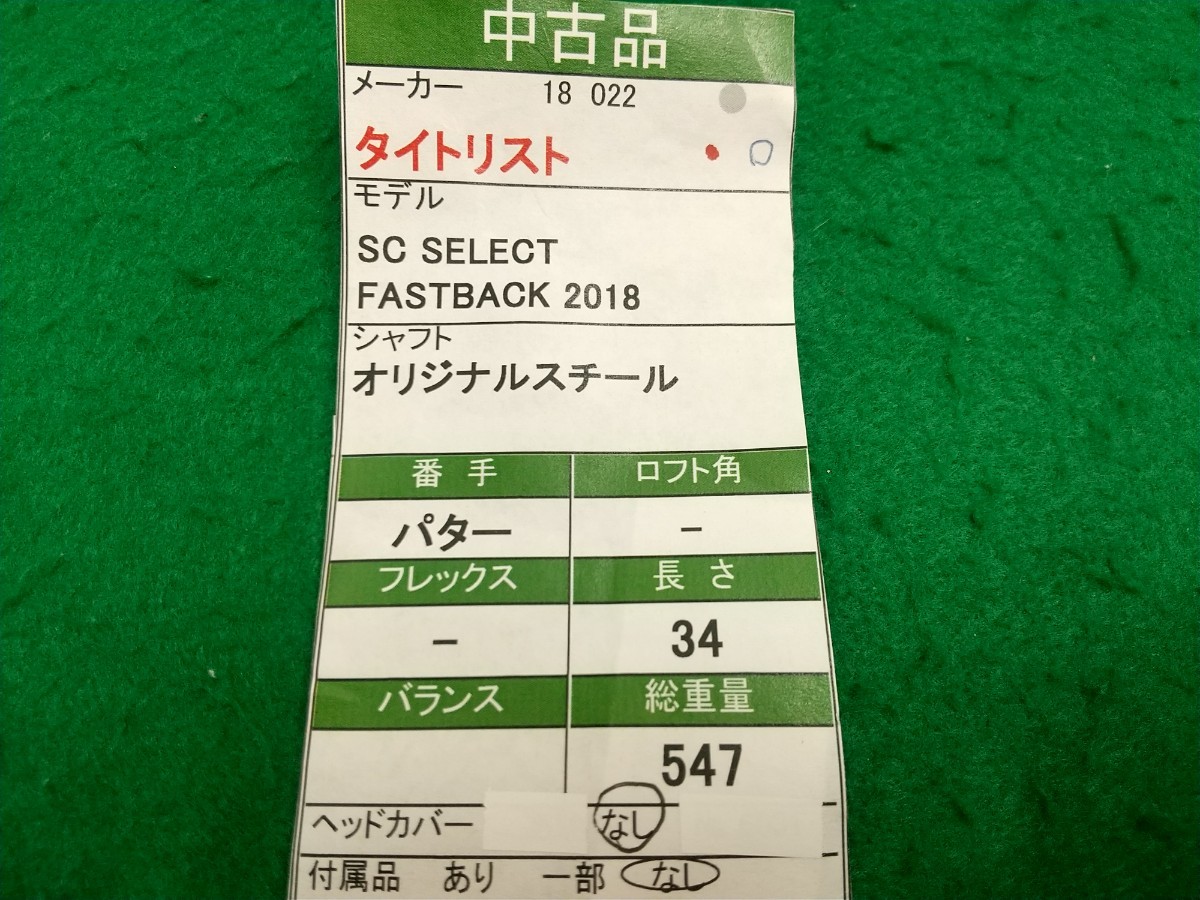 中古品
メーカー 18 022
タイトリスト
モデル
SC SELECT
FASTBACK 2018
シャフト
オリジナルスチール
番 手 ロフト角
パター -
フレックス 長 さ
- 34
バランス 総重量
547
ヘッドカバー なし
付属品 あり 一部 なし